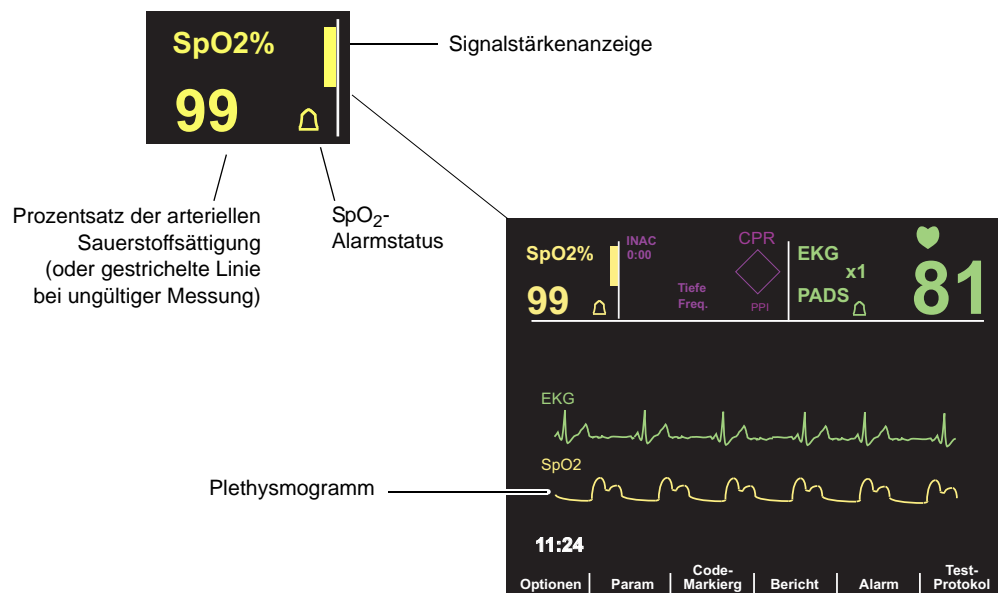 SpO2%
99
Signalstärkenanzeige
Prozentsatz der arteriellen
Sauerstoffsättigung
(oder gestrichelte Linie
bei ungültiger Messung)
SpO2-
Alarmstatus
SpO2%
99
INAC
0:00
Tiefe
Freq.
CPR
PPI
EKG
x1
PADS
81
EKG
SpO2
Plethysmogramm
11:24
Optionen
Param
Code-
Markierg
Bericht
Alarm
Test-
Protokol